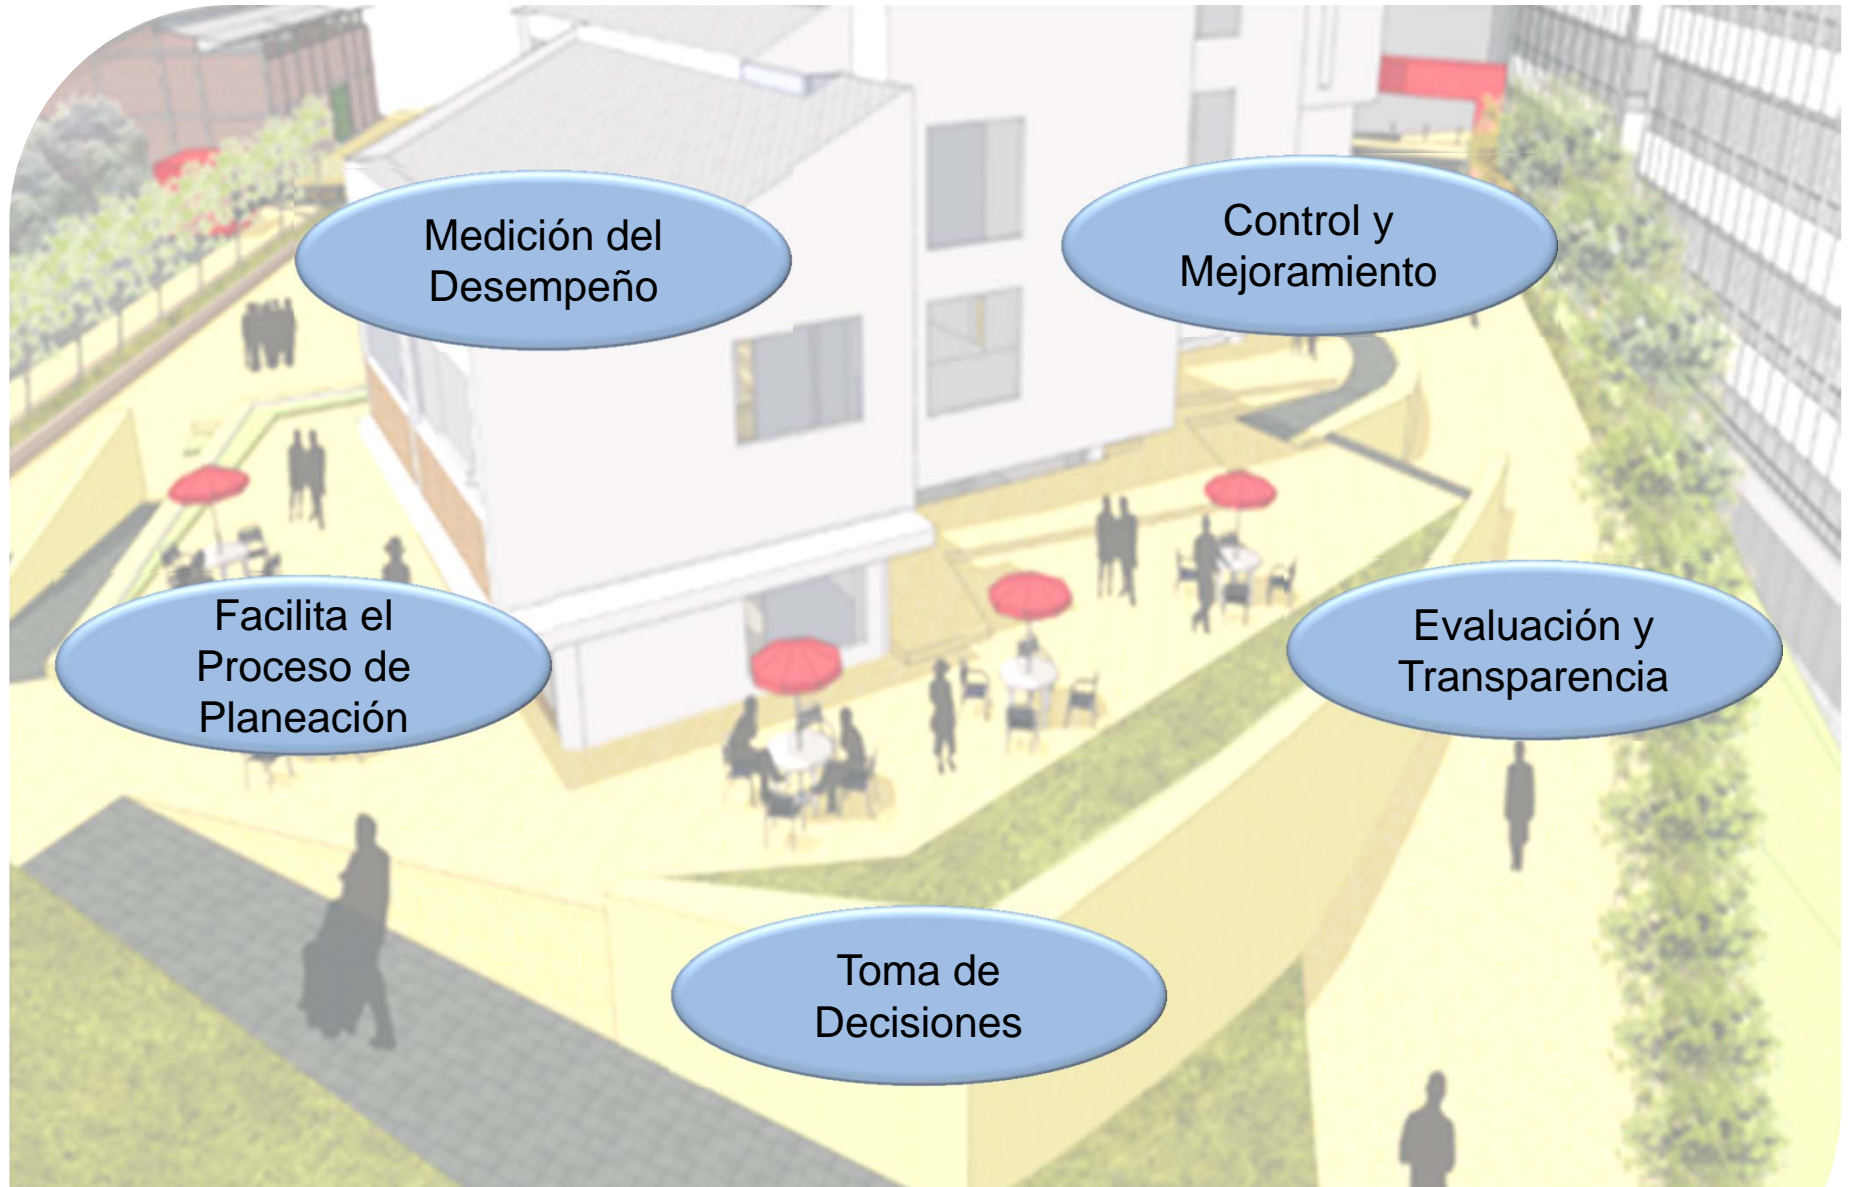 Medición del
Desempeño
Control y
Mejoramiento
Facilita el
Proceso de
Planeación
Evaluación y
Transparencia
Toma de
Decisiones